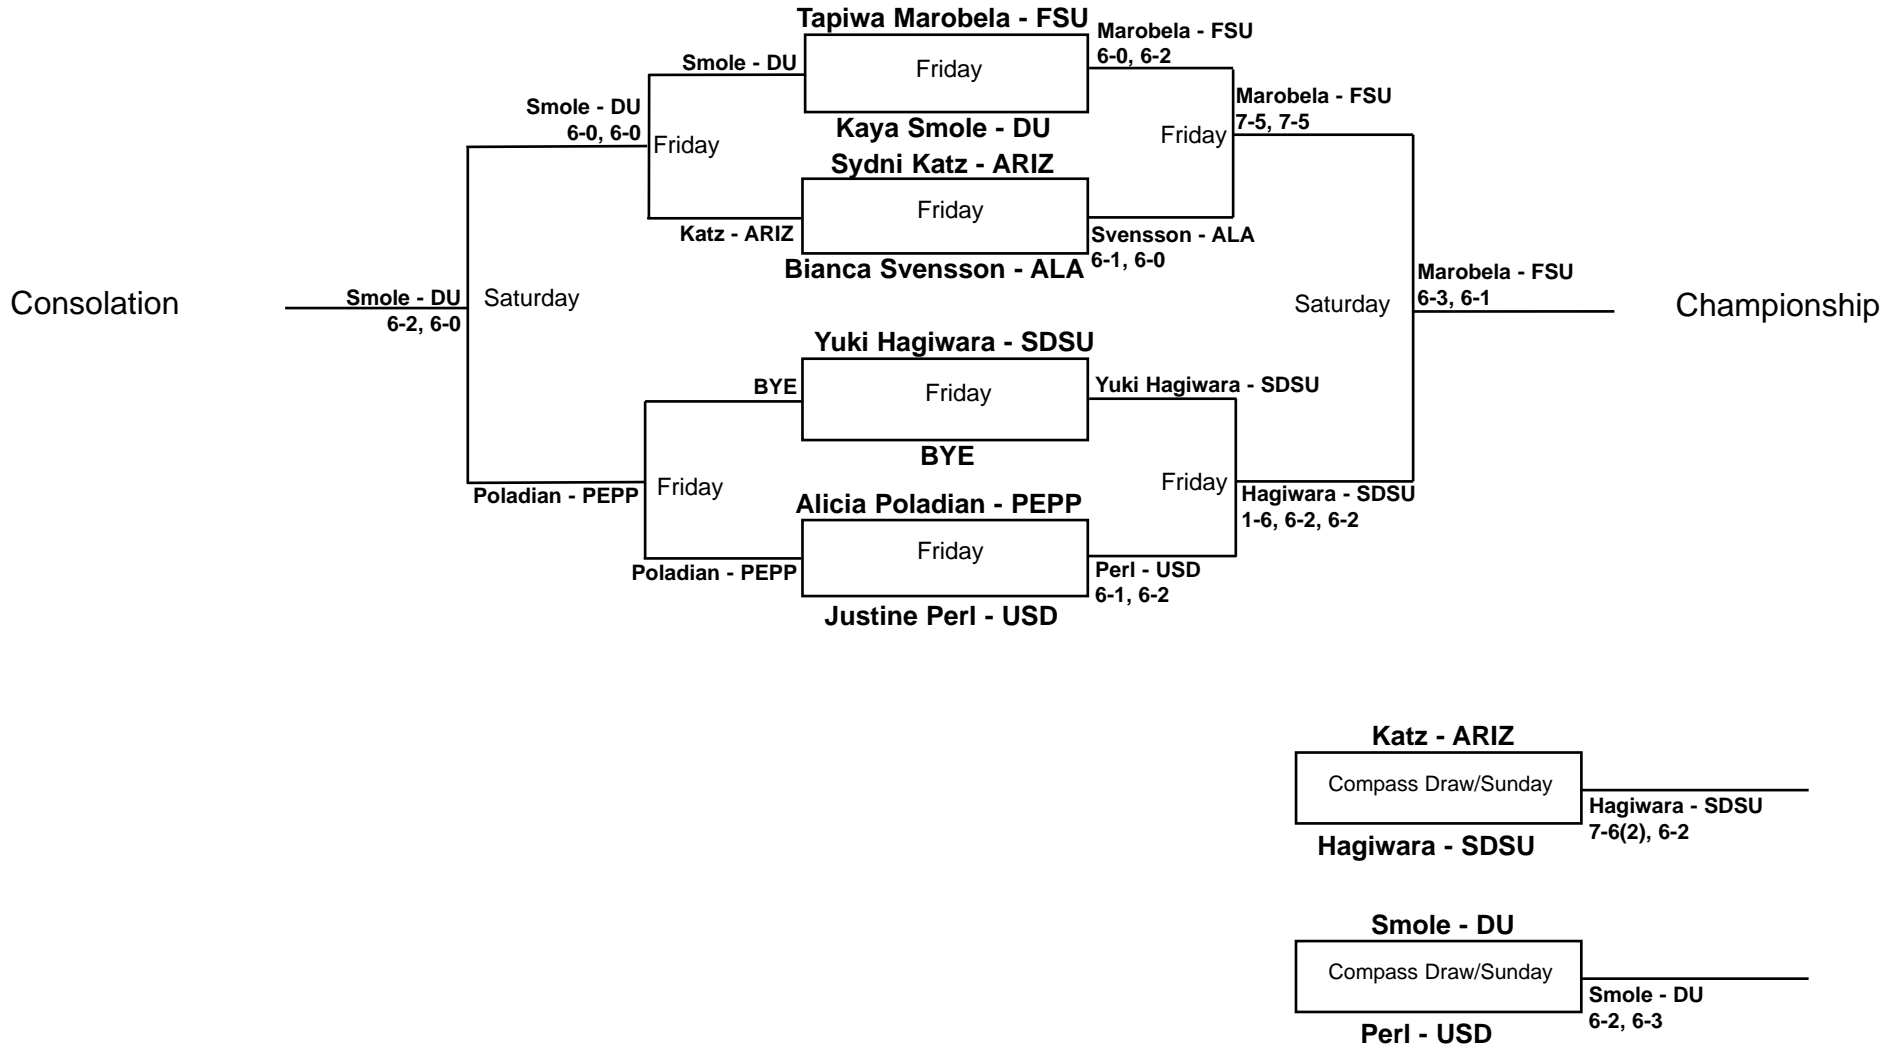 Tapiwa Marobela - FSU
Marobela - FSU
6-0, 6-2
Smole - DU
Friday
Marobela - FSU
7-5, 7-5
Smole - DU
6-0, 6-0
Kaya Smole - DU
Friday
Friday
Sydni Katz - ARIZ
Friday
Katz - ARIZ
Svensson - ALA
6-1, 6-0
Bianca Svensson - ALA
Marobela - FSU
6-3, 6-1
Consolation
Smole - DU
6-2, 6-0
Saturday
Saturday
Championship
Yuki Hagiwara - SDSU
BYE
Friday
Yuki Hagiwara - SDSU
BYE
Poladian - PEPP
Friday
Friday
Hagiwara - SDSU
1-6, 6-2, 6-2
Alicia Poladian - PEPP
Friday
Poladian - PEPP
Perl - USD
6-1, 6-2
Justine Perl - USD
Katz - ARIZ
Compass Draw/Sunday
Hagiwara - SDSU
7-6(2), 6-2
Hagiwara - SDSU
Smole - DU
Compass Draw/Sunday
Smole - DU
6-2, 6-3
Perl - USD